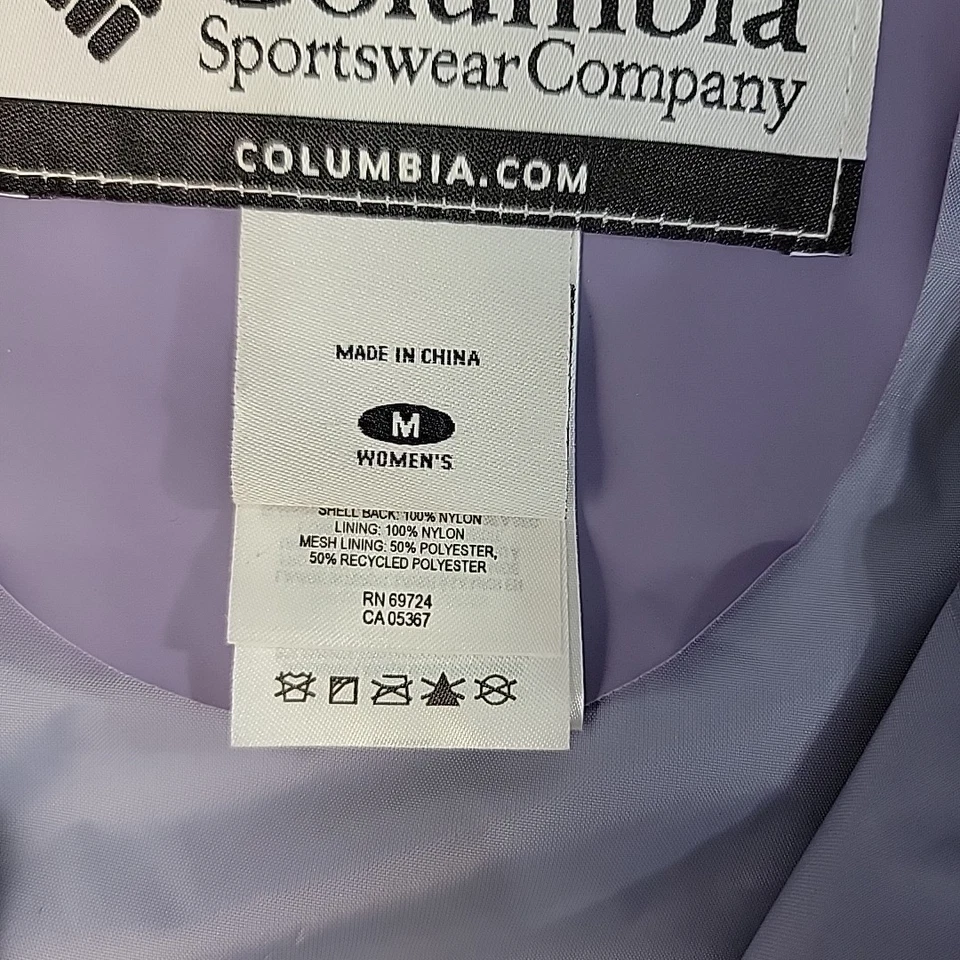 Columbia
Sportswear Company
COLUMBIA.COM
MADE IN CHINA
M
WOMEN'S
SHELL BACK: 100% NYLON
LINING: 100% NYLON
MESH LINING: 50% POLYESTER,
50% RECYCLED POLYESTER
RN 69724
CA 05367